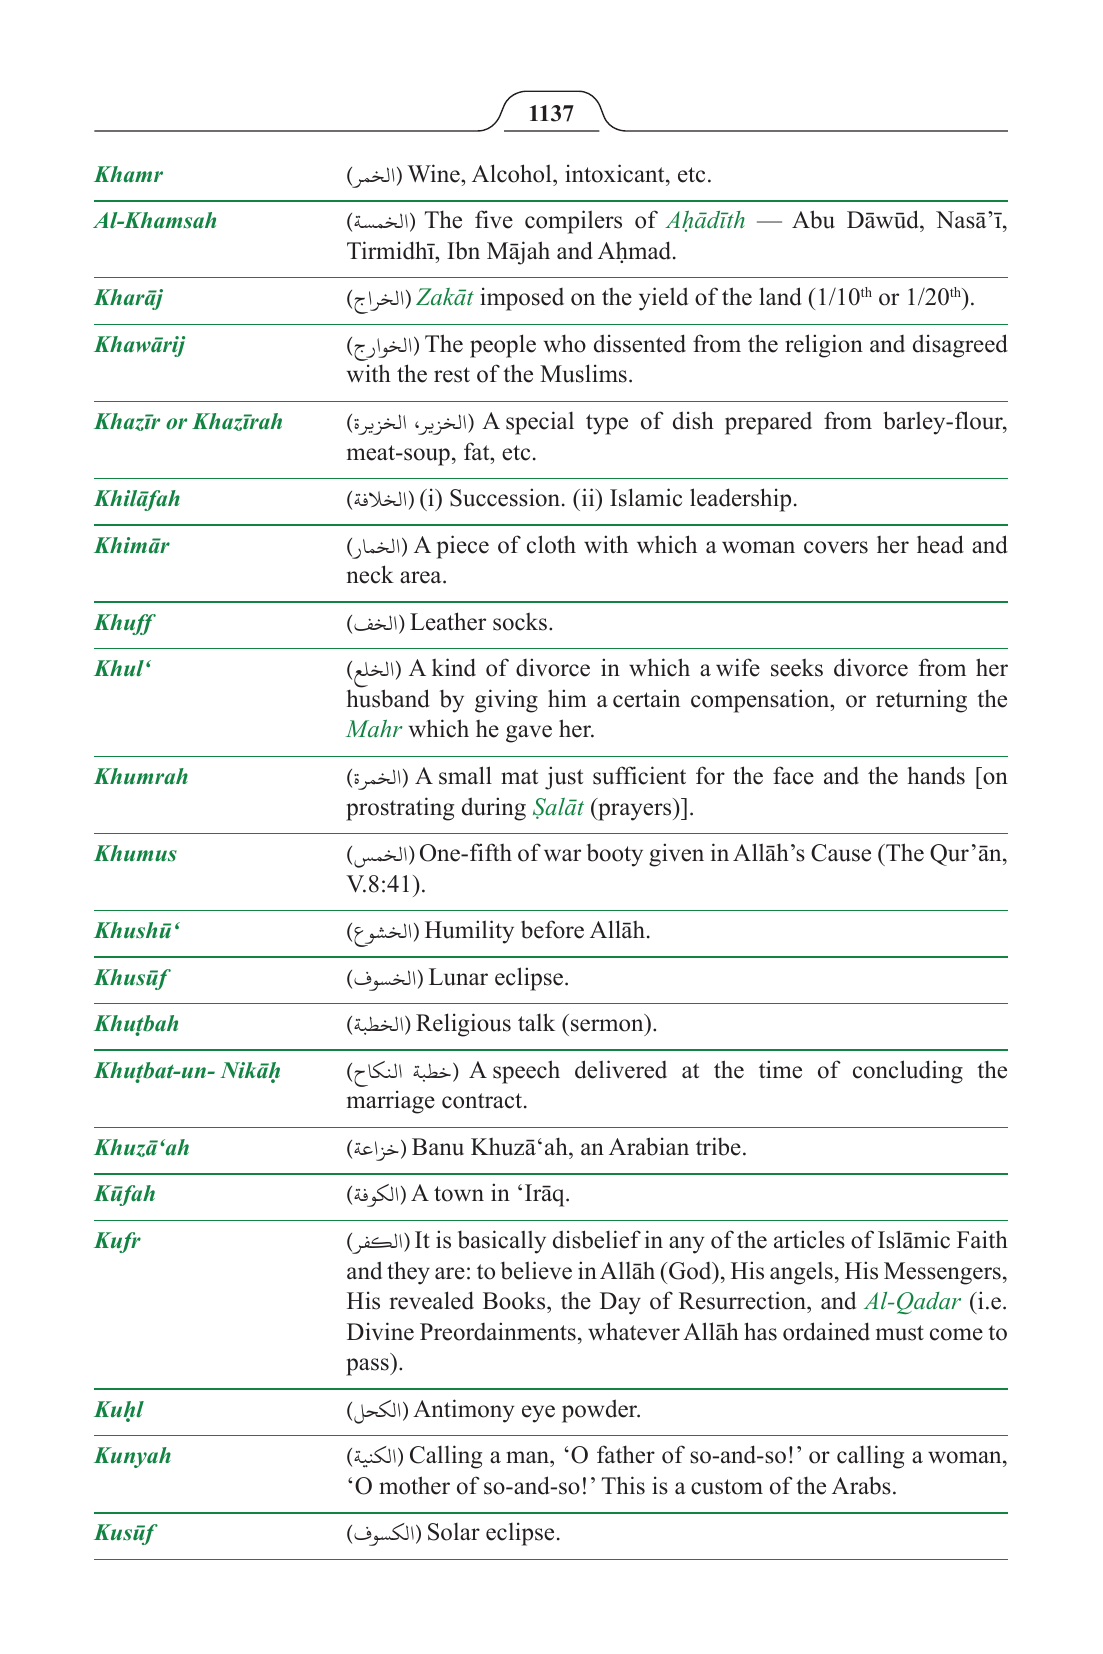 1137
Khamr (الخمر) Wine, Alcohol, intoxicant, etc.
Al-Khamsah (الخمسة) The five compilers of Aḥādīth — Abu Dāwūd, Nasā’ī,
Tirmidhī, Ibn Mājah and Aḥmad.
Kharāj (الخراج) Zakāt imposed on the yield of the land (1/10th or 1/20th).
Khawārij (الخوارج) The people who dissented from the religion and disagreed
with the rest of the Muslims.
Khazīr or Khazīrah (الخزير، الخزيرة) A special type of dish prepared from barley-flour,
meat-soup, fat, etc.
Khilāfah (الخلافة) (i) Succession. (ii) Islamic leadership.
Khimār (الخمار) A piece of cloth with which a woman covers her head and
neck area.
Khuff (الخف) Leather socks.
Khul‘ (الخلع) A kind of divorce in which a wife seeks divorce from her
husband by giving him a certain compensation, or returning the
Mahr which he gave her.
Khumrah (الخمرة) A small mat just sufficient for the face and the hands [on
prostrating during Ṣalāt (prayers)].
Khumus (الخمس) One-fifth of war booty given in Allāh’s Cause (The Qur’ān,
V.8:41).
Khushū‘ (الخشوع) Humility before Allāh.
Khusūf (الخسوف) Lunar eclipse.
Khuṭbah (الخطبة) Religious talk (sermon).
Khuṭbat-un- Nikāḥ (خطبة النكاح) A speech delivered at the time of concluding the
marriage contract.
Khuzā‘ah (خزاعة) Banu Khuzā‘ah, an Arabian tribe.
Kūfah (الكوفة) A town in ‘Irāq.
Kufr (الكفر) It is basically disbelief in any of the articles of Islāmic Faith
and they are: to believe in Allāh (God), His angels, His Messengers,
His revealed Books, the Day of Resurrection, and Al-Qadar (i.e.
Divine Preordainments, whatever Allāh has ordained must come to
pass).
Kuḥl (الكحل) Antimony eye powder.
Kunyah (الكنية) Calling a man, ‘O father of so-and-so!’ or calling a woman,
‘O mother of so-and-so!’ This is a custom of the Arabs.
Kusūf (الكسوف) Solar eclipse.